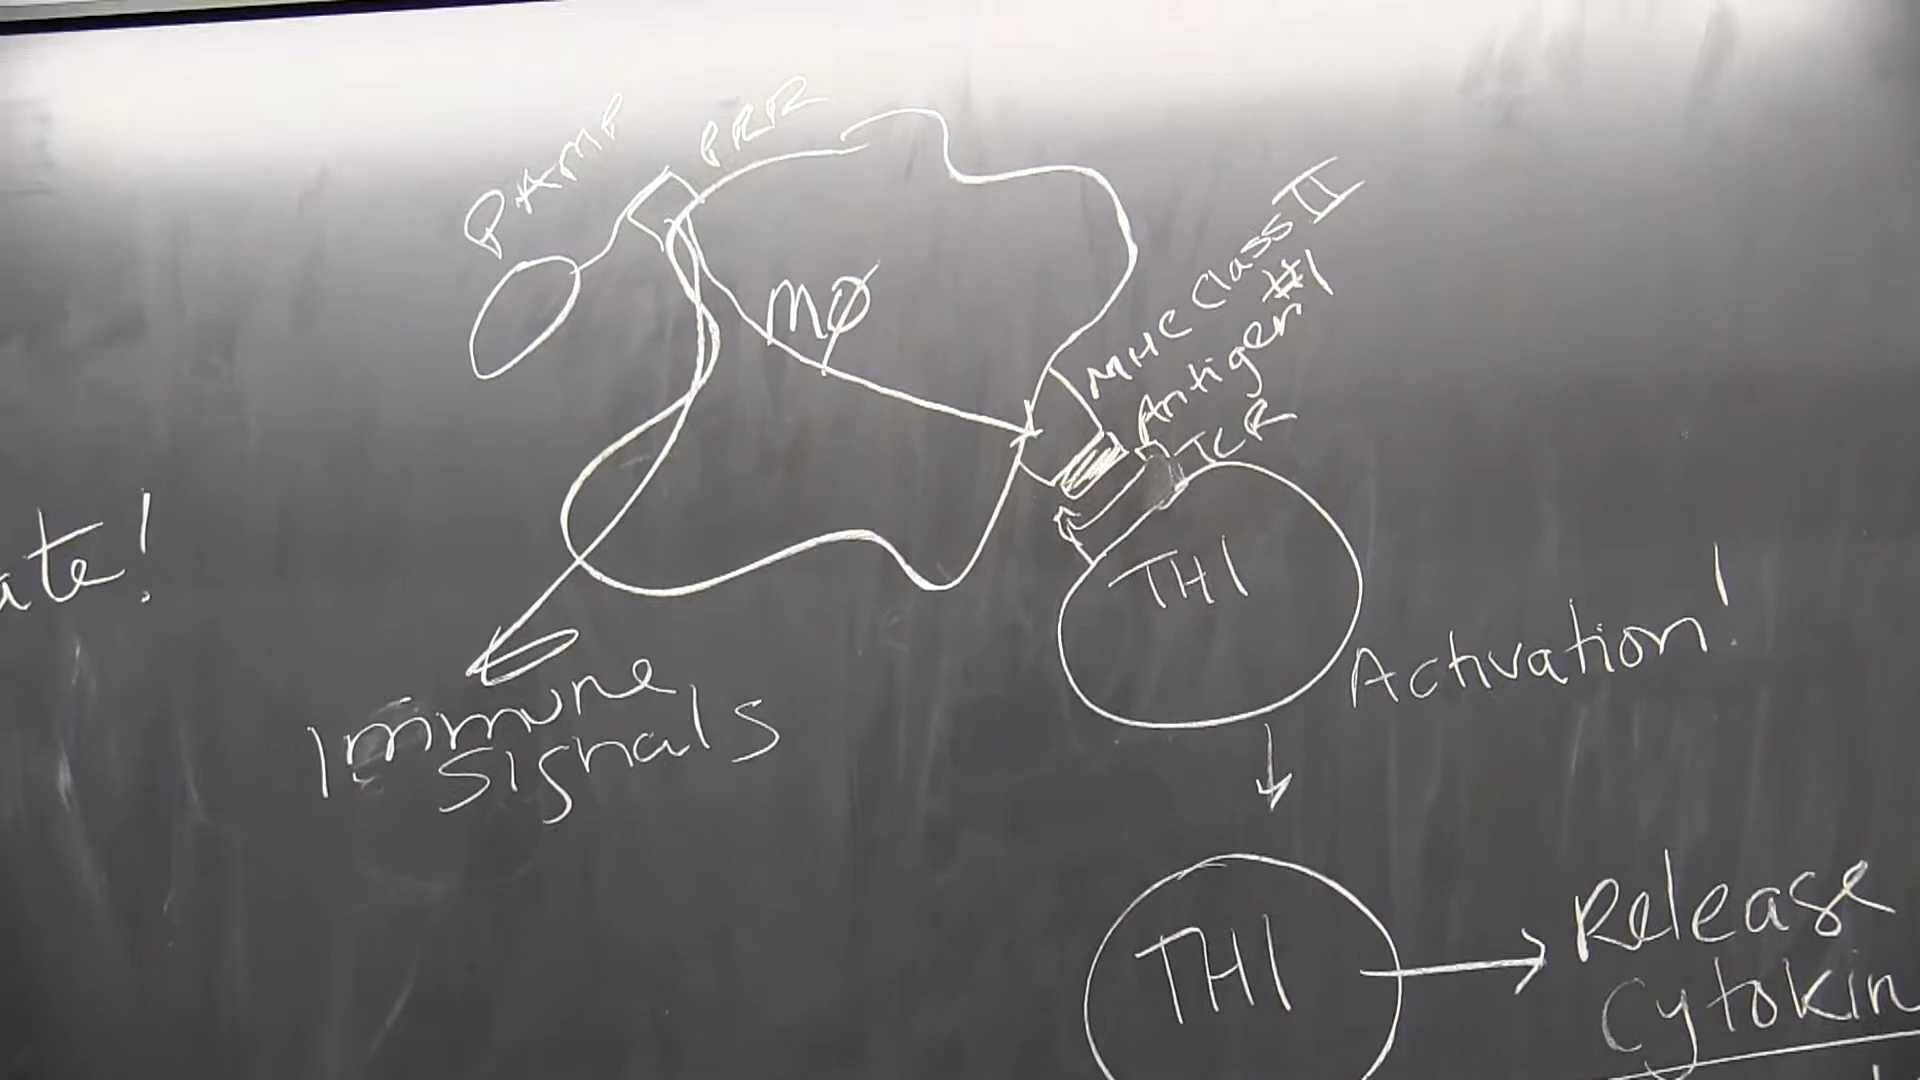 PAMP
PRR
MØ
MHC Class II
Antigen #1
TCR
TH1
ate!
Activation!
Immune
Signals
TH1
Release
Cytokin